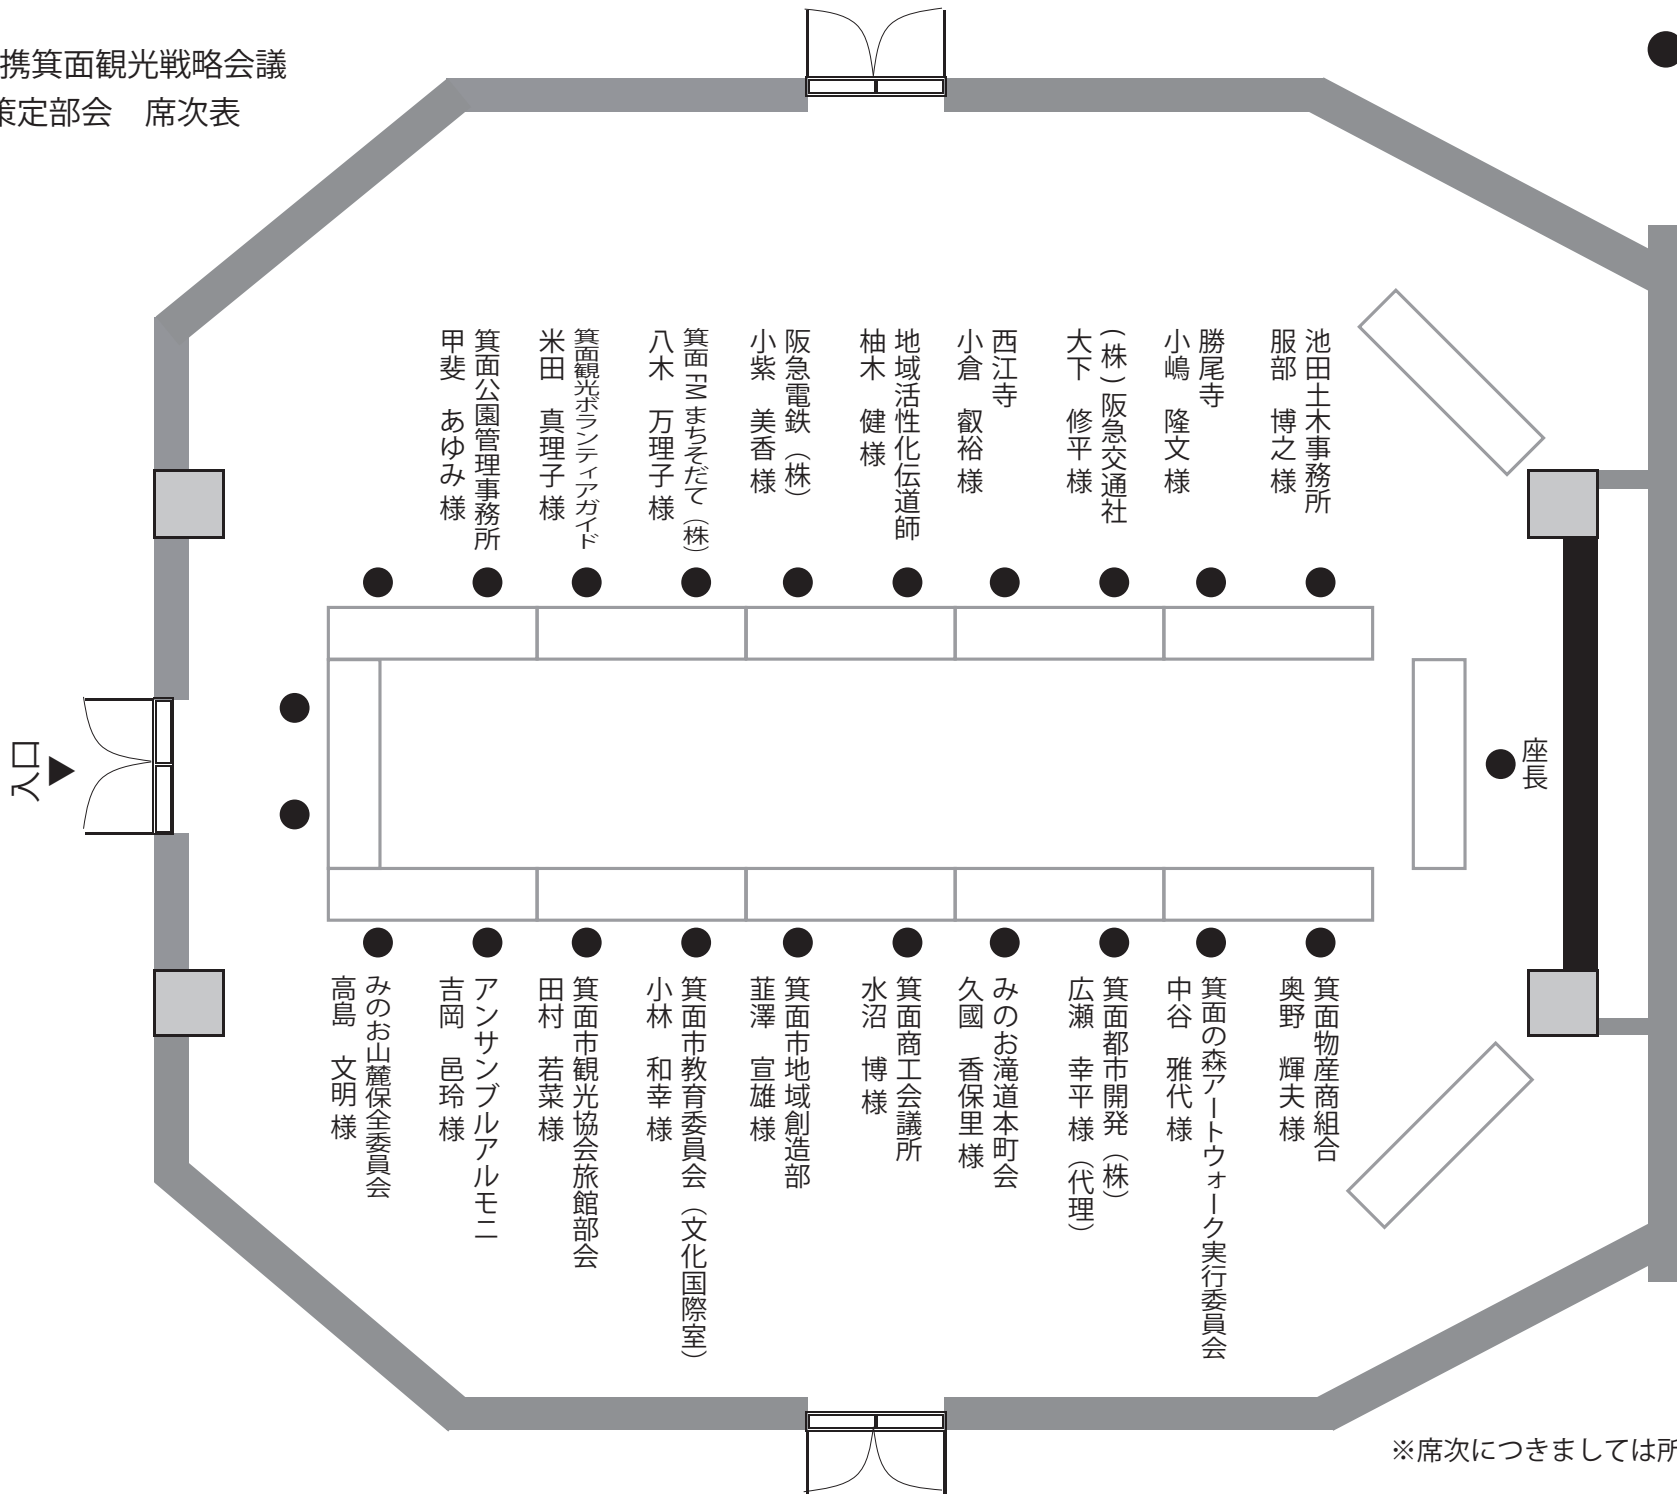 携箕面観光戦略会議
策定部会　席次表
池田土木事務所
服部　博之 様
勝尾寺
小嶋　隆文 様
(株)阪急交通社
大下　修平 様
西江寺
小倉　叡裕 様
地域活性化伝道師
柚木　健 様
阪急電鉄（株）
小紫　美香 様
箕面FMまちそだて（株）
八木　万理子 様
箕面観光ボランティアガイド
米田　真理子 様
箕面公園管理事務所
甲斐　あゆみ 様
入口
座長
箕面物産商組合
奥野　輝夫 様
箕面の森アートウォーク実行委員会
中谷　雅代 様
箕面都市開発（株）
広瀬　幸平 様（代理）
みのお滝道本町会
久國　香保里 様
箕面商工会議所
水沼　博 様
箕面市地域創造部
韮澤　宣雄 様
箕面市教育委員会（文化国際室）
小林　和幸 様
箕面市観光協会旅館部会
田村　若菜 様
アンサンブルアルモニ
吉岡　邑玲 様
みのお山麓保全委員会
高島　文明 様
※席次につきましては所